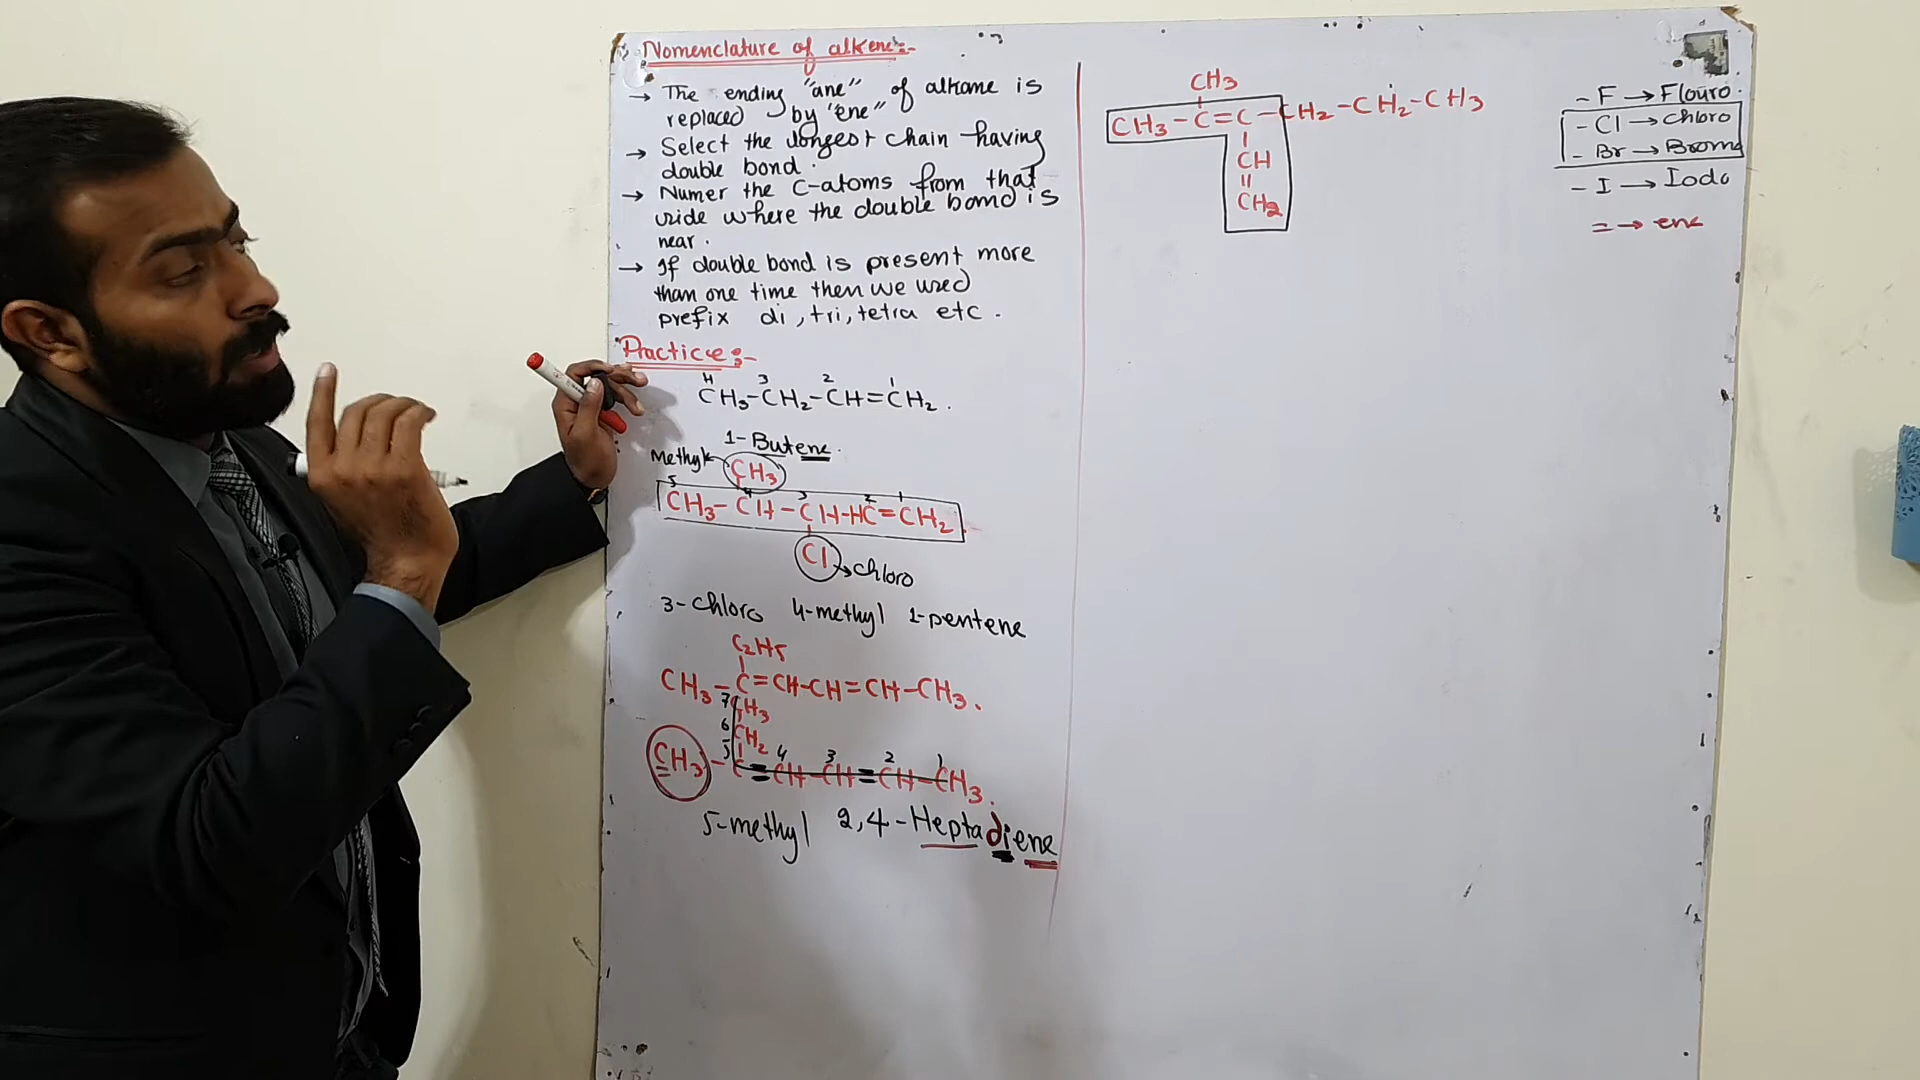 Nomenclature of alkene:-
→ The ending "ane" of alkane is
replaced by "ene"
→ Select the longest chain having
double bond.
→ Numer the C-atoms from that
side where the double bond is
near.
→ If double bond is present more
than one time then we used
prefix di, tri, tetra etc.
Practice:-
4 3 2 1
CH3-CH2-CH=CH2.
1-Butene.
Methyl CH3
5 4 3 2 1
CH3-CH-CH-HC=CH2
Cl → chloro
3-chloro 4-methyl 1-pentene
C2H5
CH3-C=CH-CH=CH-CH3.
7 CH3
6 CH2
5 4 3 2 1
CH3-C=CH-CH=CH-CH3.
5-methyl 2,4-Heptadiene
CH3
CH3-C=C-CH2-CH2-CH3
CH
=
CH2
-F → Flouro.
-Cl → chloro
-Br → Bromo
-I → Iodo
= → ene